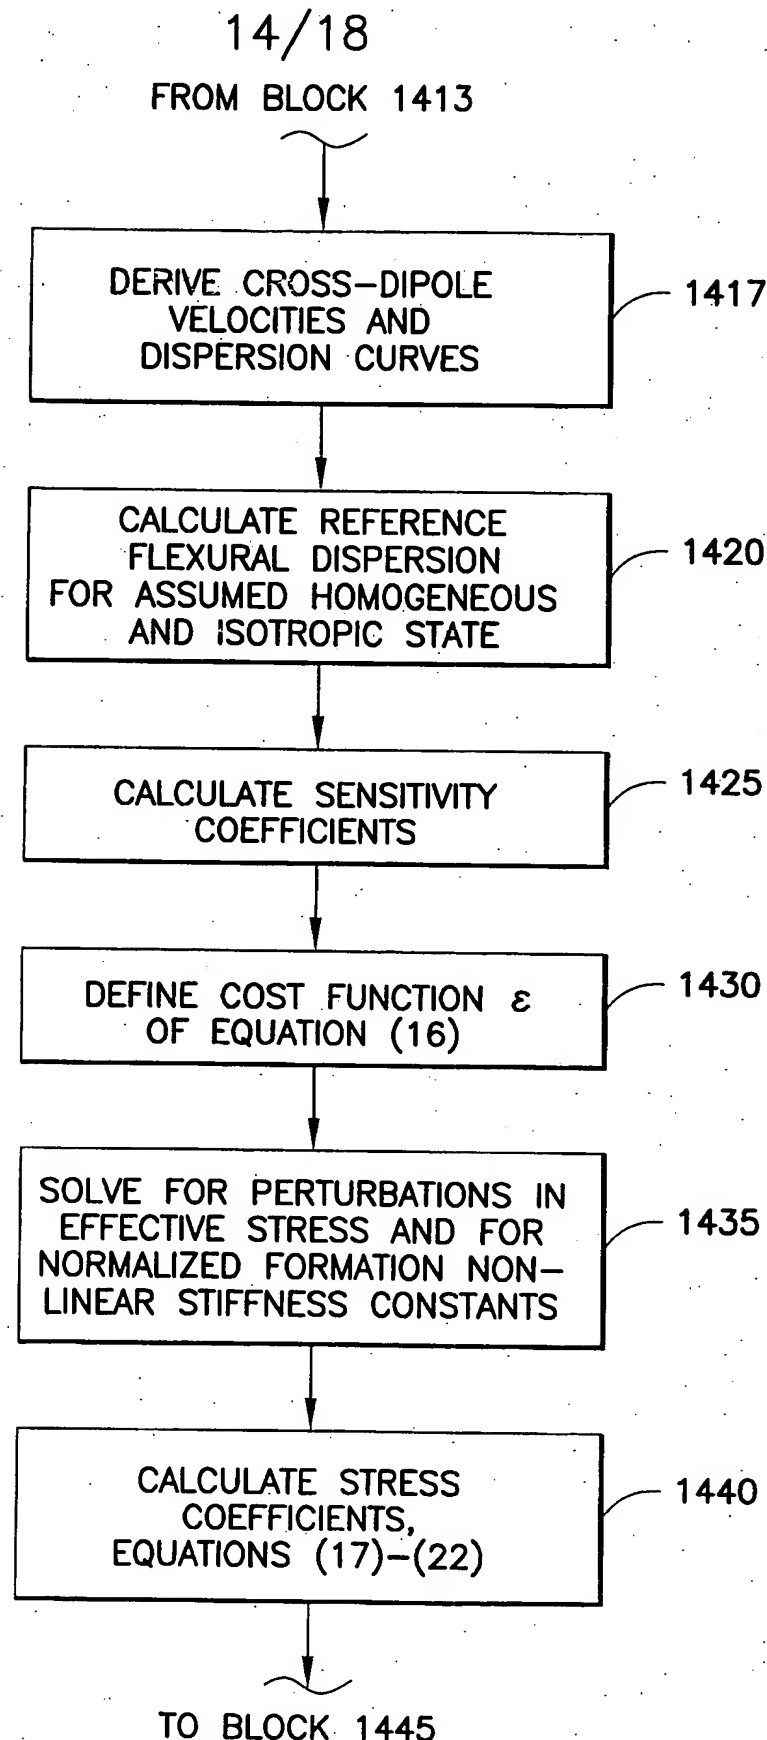 14/18
FROM BLOCK 1413
DERIVE CROSS-DIPOLE
VELOCITIES AND
DISPERSION CURVES
1417
CALCULATE REFERENCE
FLEXURAL DISPERSION
FOR ASSUMED HOMOGENEOUS
AND ISOTROPIC STATE
1420
CALCULATE SENSITIVITY
COEFFICIENTS
1425
DEFINE COST FUNCTION ε
OF EQUATION (16)
1430
SOLVE FOR PERTURBATIONS IN
EFFECTIVE STRESS AND FOR
NORMALIZED FORMATION NON-
LINEAR STIFFNESS CONSTANTS
1435
CALCULATE STRESS
COEFFICIENTS,
EQUATIONS (17)-(22)
1440
TO BLOCK 1445